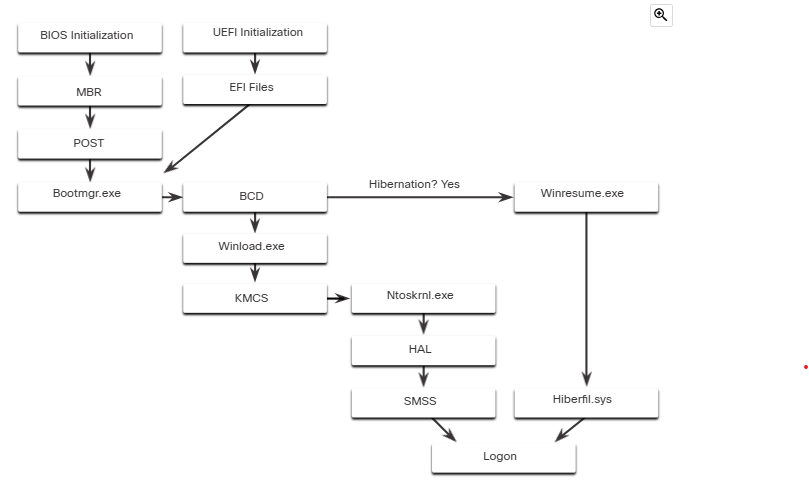 BIOS Initialization
UEFI Initialization
MBR
EFI Files
POST
Bootmgr.exe
BCD
Hibernation? Yes
Winresume.exe
Winload.exe
KMCS
Ntoskrnl.exe
HAL
SMSS
Hiberfil.sys
Logon